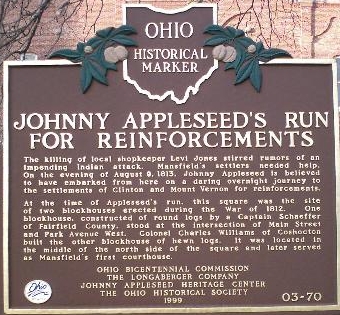 OHIO
HISTORICAL
MARKER
JOHNNY APPLESEED'S RUN
FOR REINFORCEMENTS
The killing of local shopkeeper Levi Jones stirred rumors of an
impending Indian attack. Mansfield's settlers needed help.
On the evening of August 9, 1813, Johnny Appleseed is believed
to have embarked from here on a daring overnight journey to
the settlements of Clinton and Mount Vernon for reinforcements.
At the time of Appleseed's run, this square was the site
of two blockhouses erected during the War of 1812. One
blockhouse, constructed of round logs by a Captain Schaeffer
of Fairfield County, stood at the intersection of Main Street
and Park Avenue West. Colonel Charles Williams of Coshocton
built the other blockhouse of hewn logs. It was located in
the middle of the north side of the square and later served
as Mansfield's first courthouse.
OHIO BICENTENNIAL COMMISSION
THE LONGABERGER COMPANY
JOHNNY APPLESEED HERITAGE CENTER
THE OHIO HISTORICAL SOCIETY
1999
Ohio
03-70